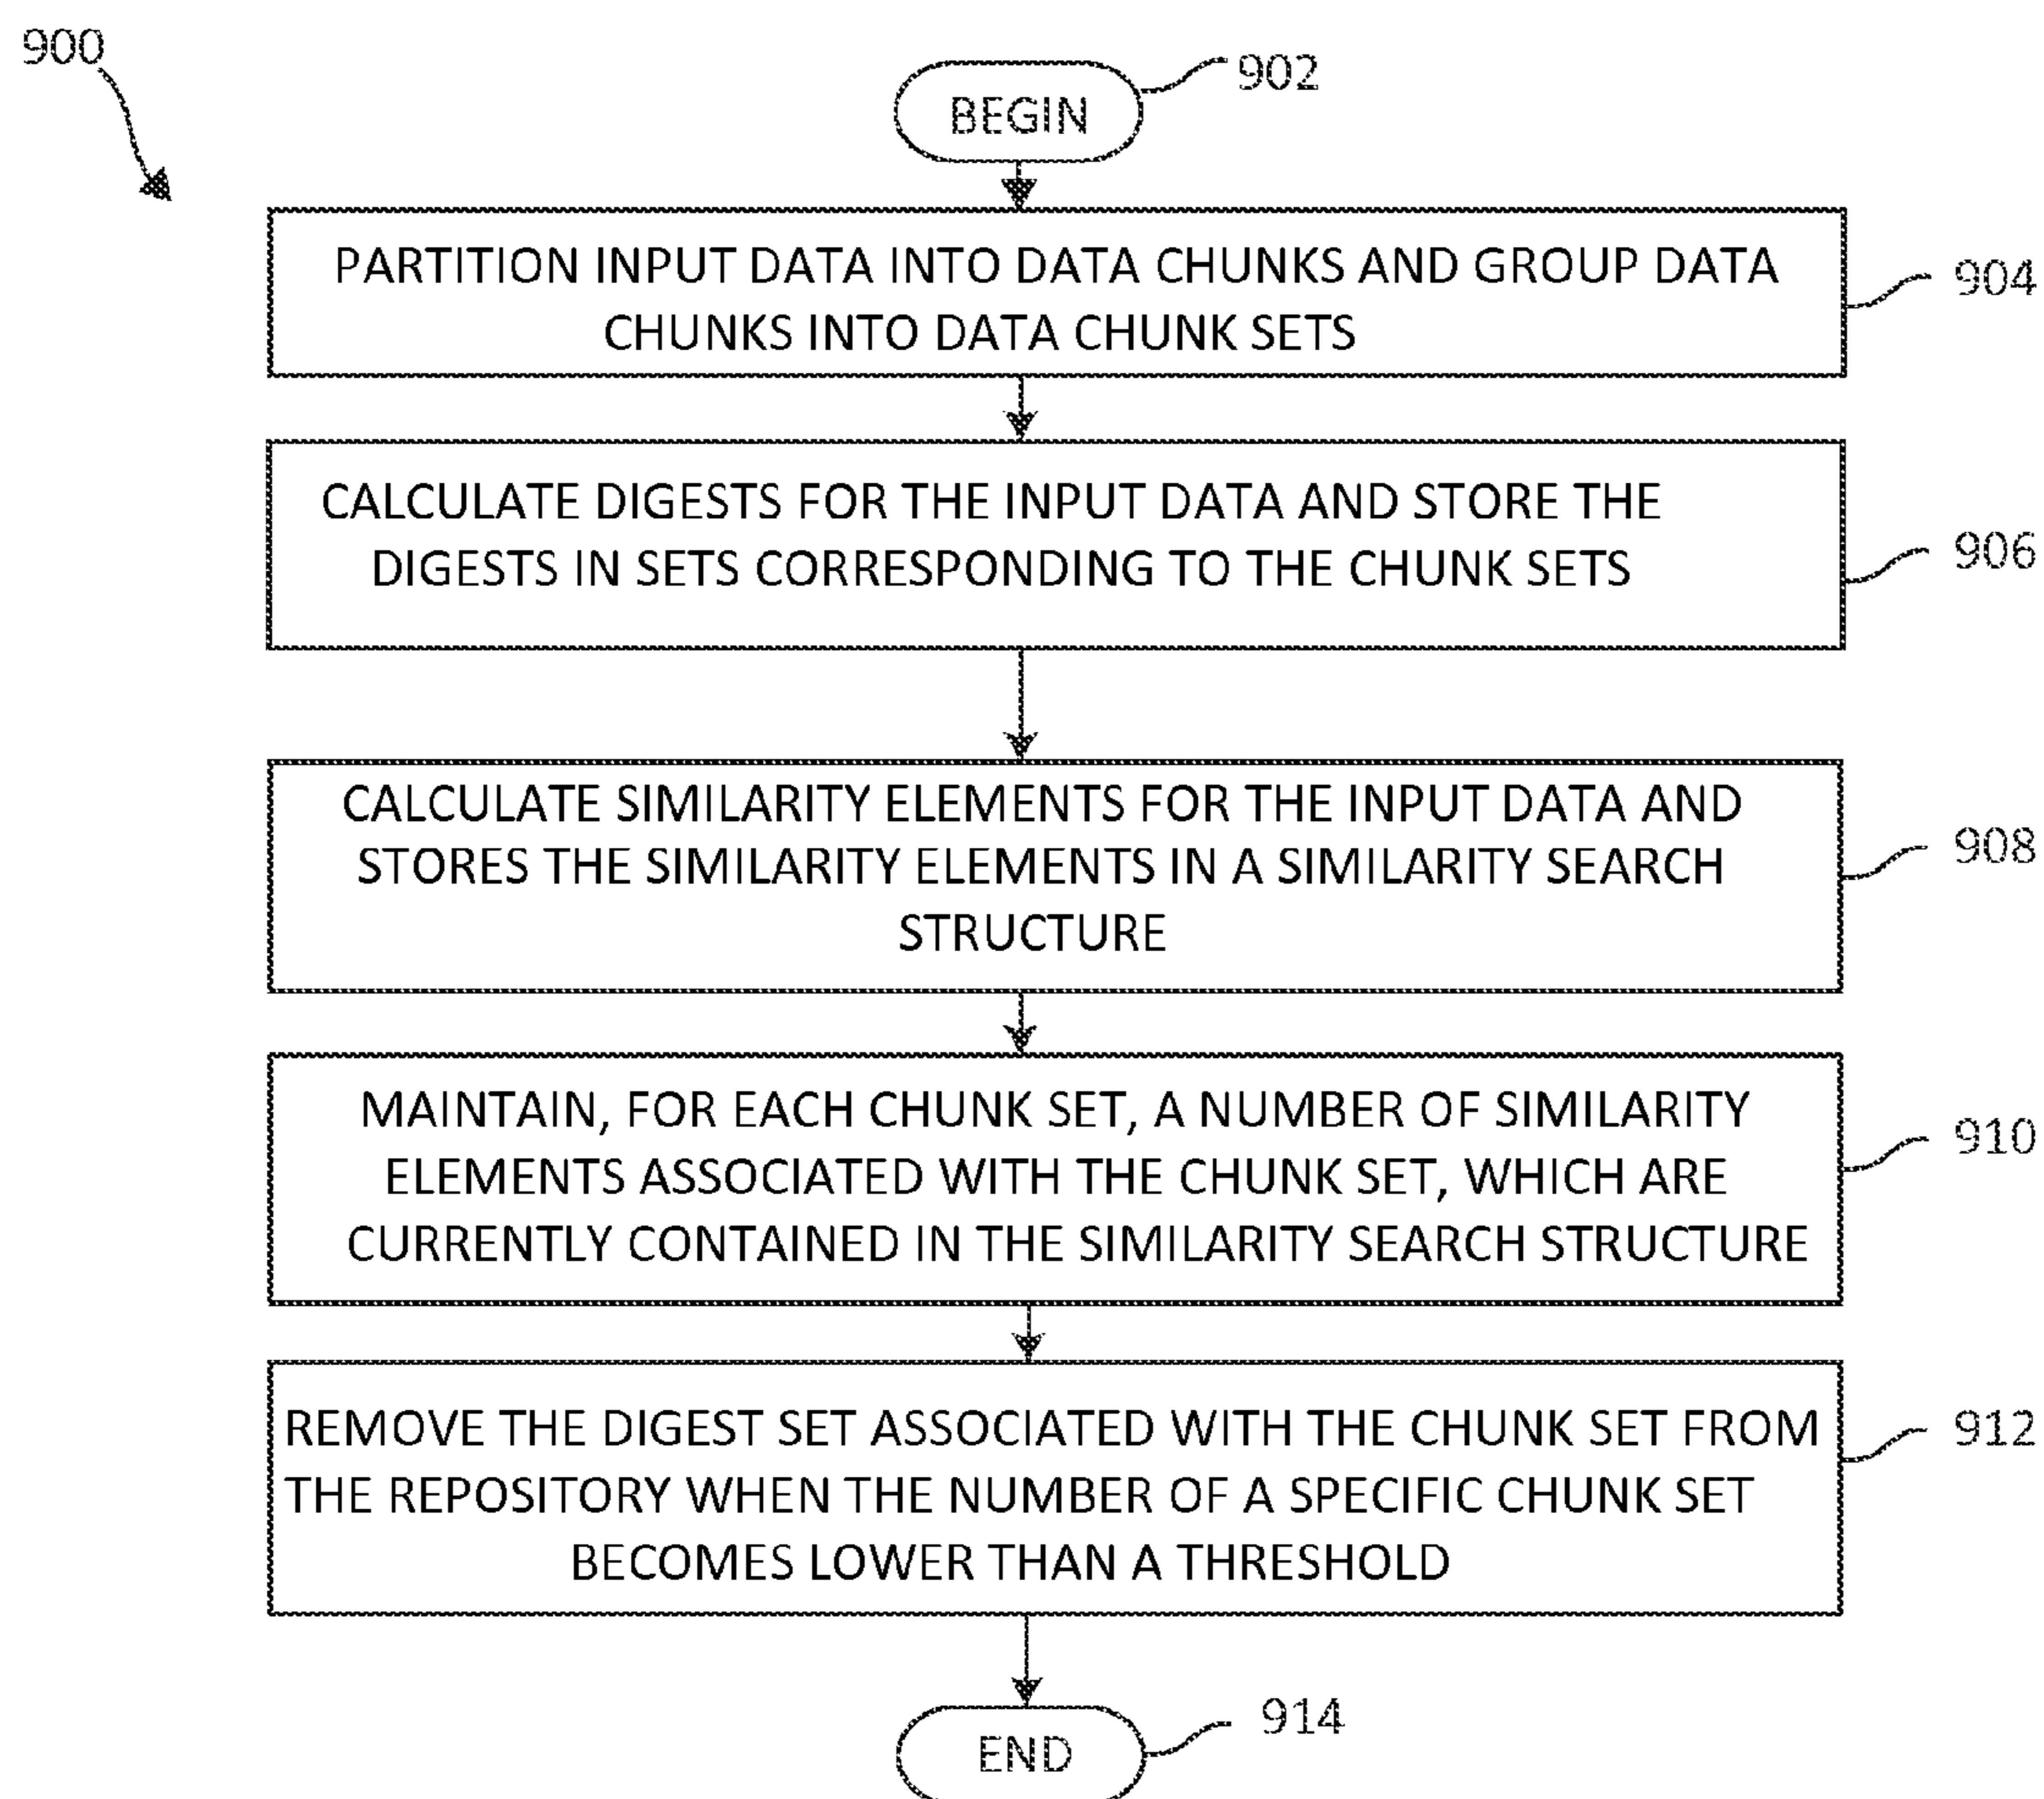 900
BEGIN
902
PARTITION INPUT DATA INTO DATA CHUNKS AND GROUP DATA
CHUNKS INTO DATA CHUNK SETS
904
CALCULATE DIGESTS FOR THE INPUT DATA AND STORE THE
DIGESTS IN SETS CORRESPONDING TO THE CHUNK SETS
906
CALCULATE SIMILARITY ELEMENTS FOR THE INPUT DATA AND
STORES THE SIMILARITY ELEMENTS IN A SIMILARITY SEARCH
STRUCTURE
908
MAINTAIN, FOR EACH CHUNK SET, A NUMBER OF SIMILARITY
ELEMENTS ASSOCIATED WITH THE CHUNK SET, WHICH ARE
CURRENTLY CONTAINED IN THE SIMILARITY SEARCH STRUCTURE
910
REMOVE THE DIGEST SET ASSOCIATED WITH THE CHUNK SET FROM
THE REPOSITORY WHEN THE NUMBER OF A SPECIFIC CHUNK SET
BECOMES LOWER THAN A THRESHOLD
912
END
914